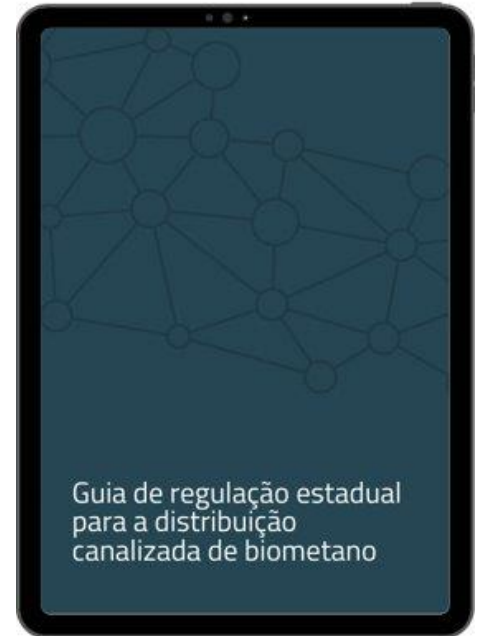 Guia de regulação estadual
para a distribuição
canalizada de biometano